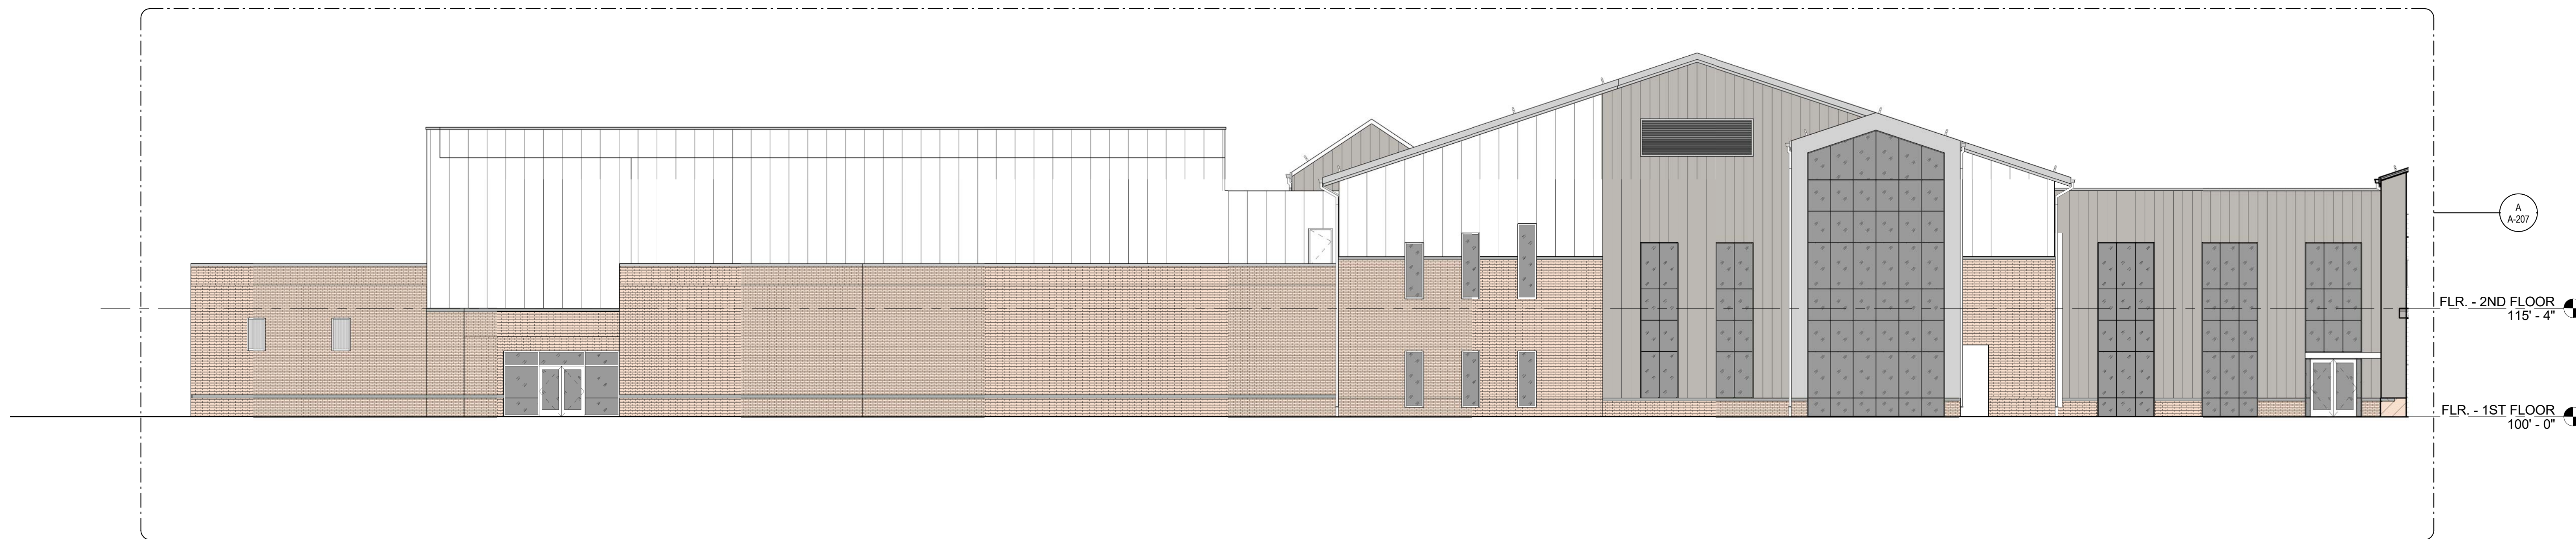 A
A-207
FLR. - 2ND FLOOR
115' - 4"
FLR. - 1ST FLOOR
100' - 0"